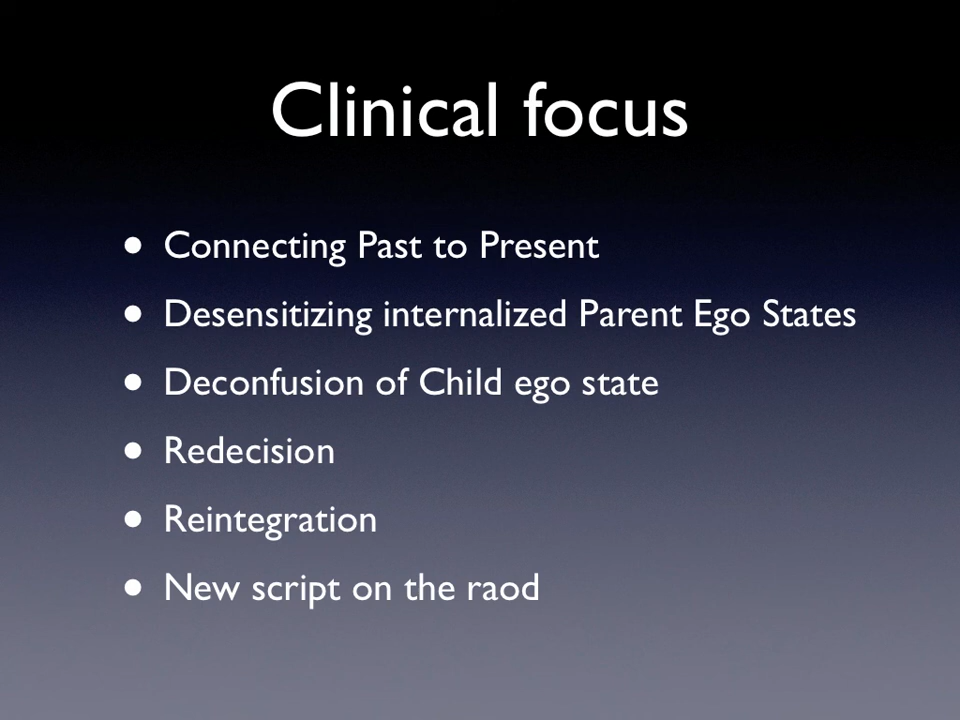 Clinical focus
• Connecting Past to Present
• Desensitizing internalized Parent Ego States
• Deconfusion of Child ego state
• Redecision
• Reintegration
• New script on the raod